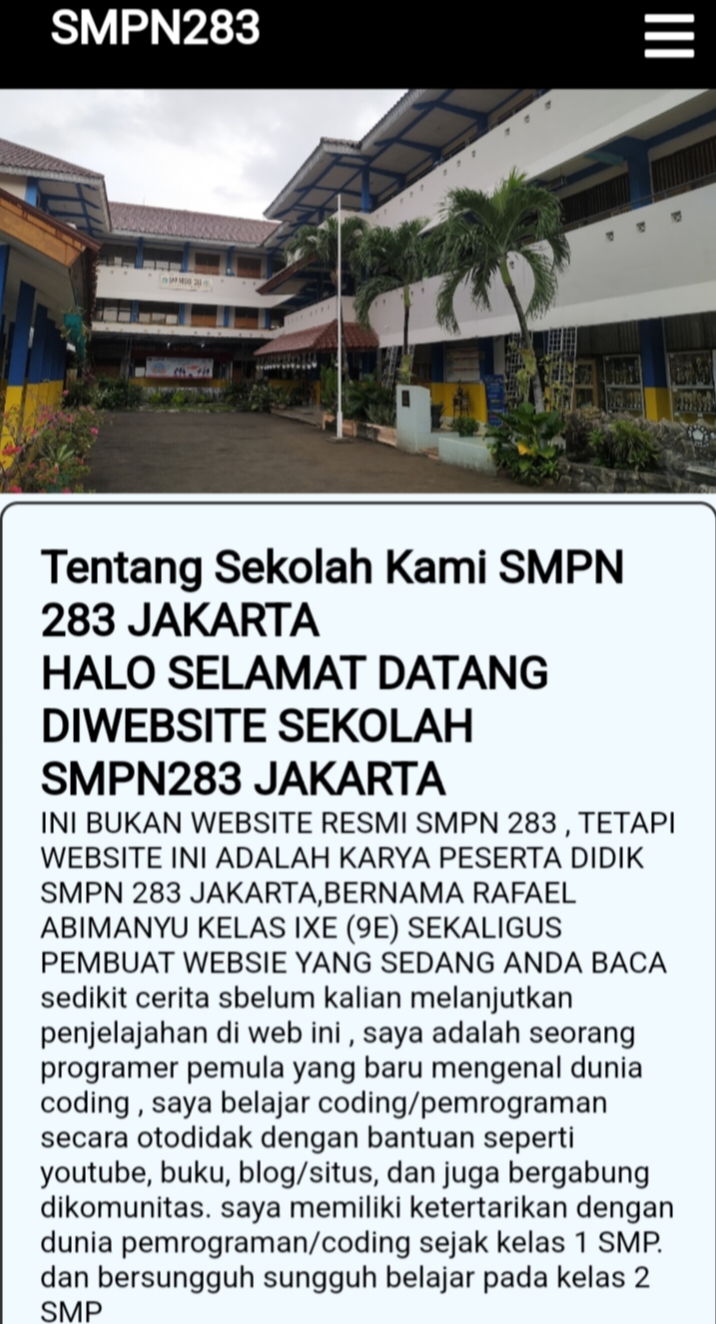 SMPN283
Tentang Sekolah Kami SMPN
283 JAKARTA
HALO SELAMAT DATANG
DIWEBSITE SEKOLAH
SMPN283 JAKARTA
INI BUKAN WEBSITE RESMI SMPN 283 , TETAPI
WEBSITE INI ADALAH KARYA PESERTA DIDIK
SMPN 283 JAKARTA,BERNAMA RAFAEL
ABIMANYU KELAS IXE (9E) SEKALIGUS
PEMBUAT WEBSIE YANG SEDANG ANDA BACA
sedikit cerita sbelum kalian melanjutkan
penjelajahan di web ini , saya adalah seorang
programer pemula yang baru mengenal dunia
coding , saya belajar coding/pemrograman
secara otodidak dengan bantuan seperti
youtube, buku, blog/situs, dan juga bergabung
dikomunitas. saya memiliki ketertarikan dengan
dunia pemrograman/coding sejak kelas 1 SMP.
dan bersungguh sungguh belajar pada kelas 2
SMP